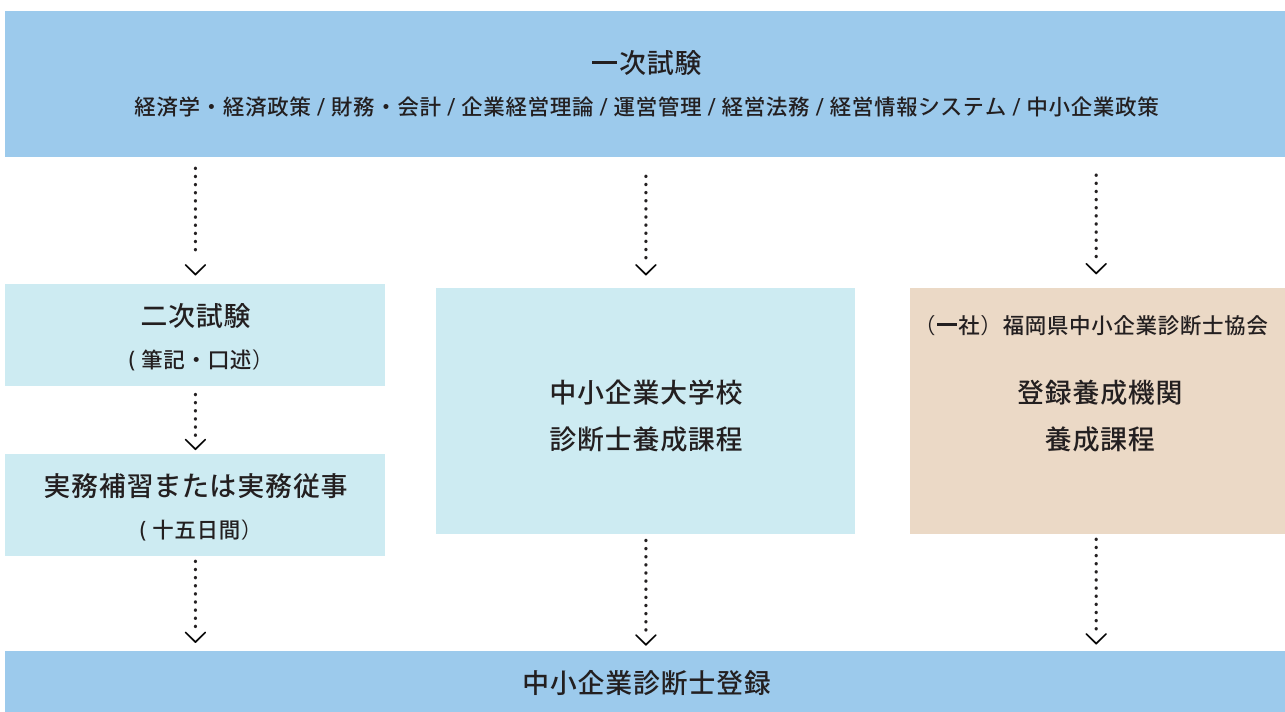 一次試験
経済学・経済政策 / 財務・会計 / 企業経営理論 / 運営管理 / 経営法務 / 経営情報システム / 中小企業政策
二次試験
( 筆記・口述）
実務補習または実務従事
( 十五日間）
中小企業大学校
診断士養成課程
（一社）福岡県中小企業診断士協会
登録養成機関
養成課程
中小企業診断士登録